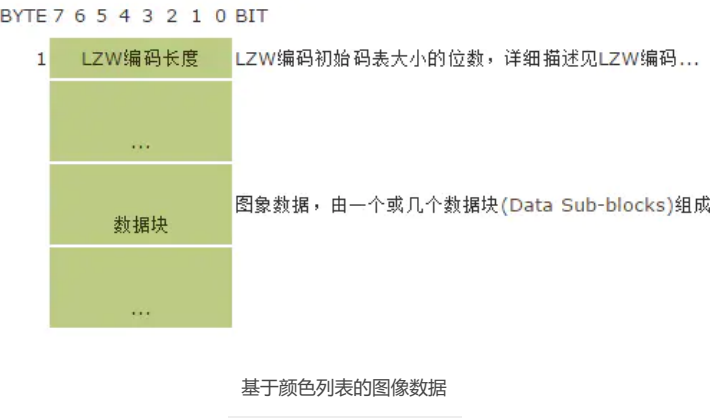 BYTE 7 6 5 4 3 2 1 0 BIT
1 LZW编码长度 LZW编码初始码表大小的位数，详细描述见LZW编码...
...
图象数据，由一个或几个数据块(Data Sub-blocks)组成
数据块
...
基于颜色列表的图像数据